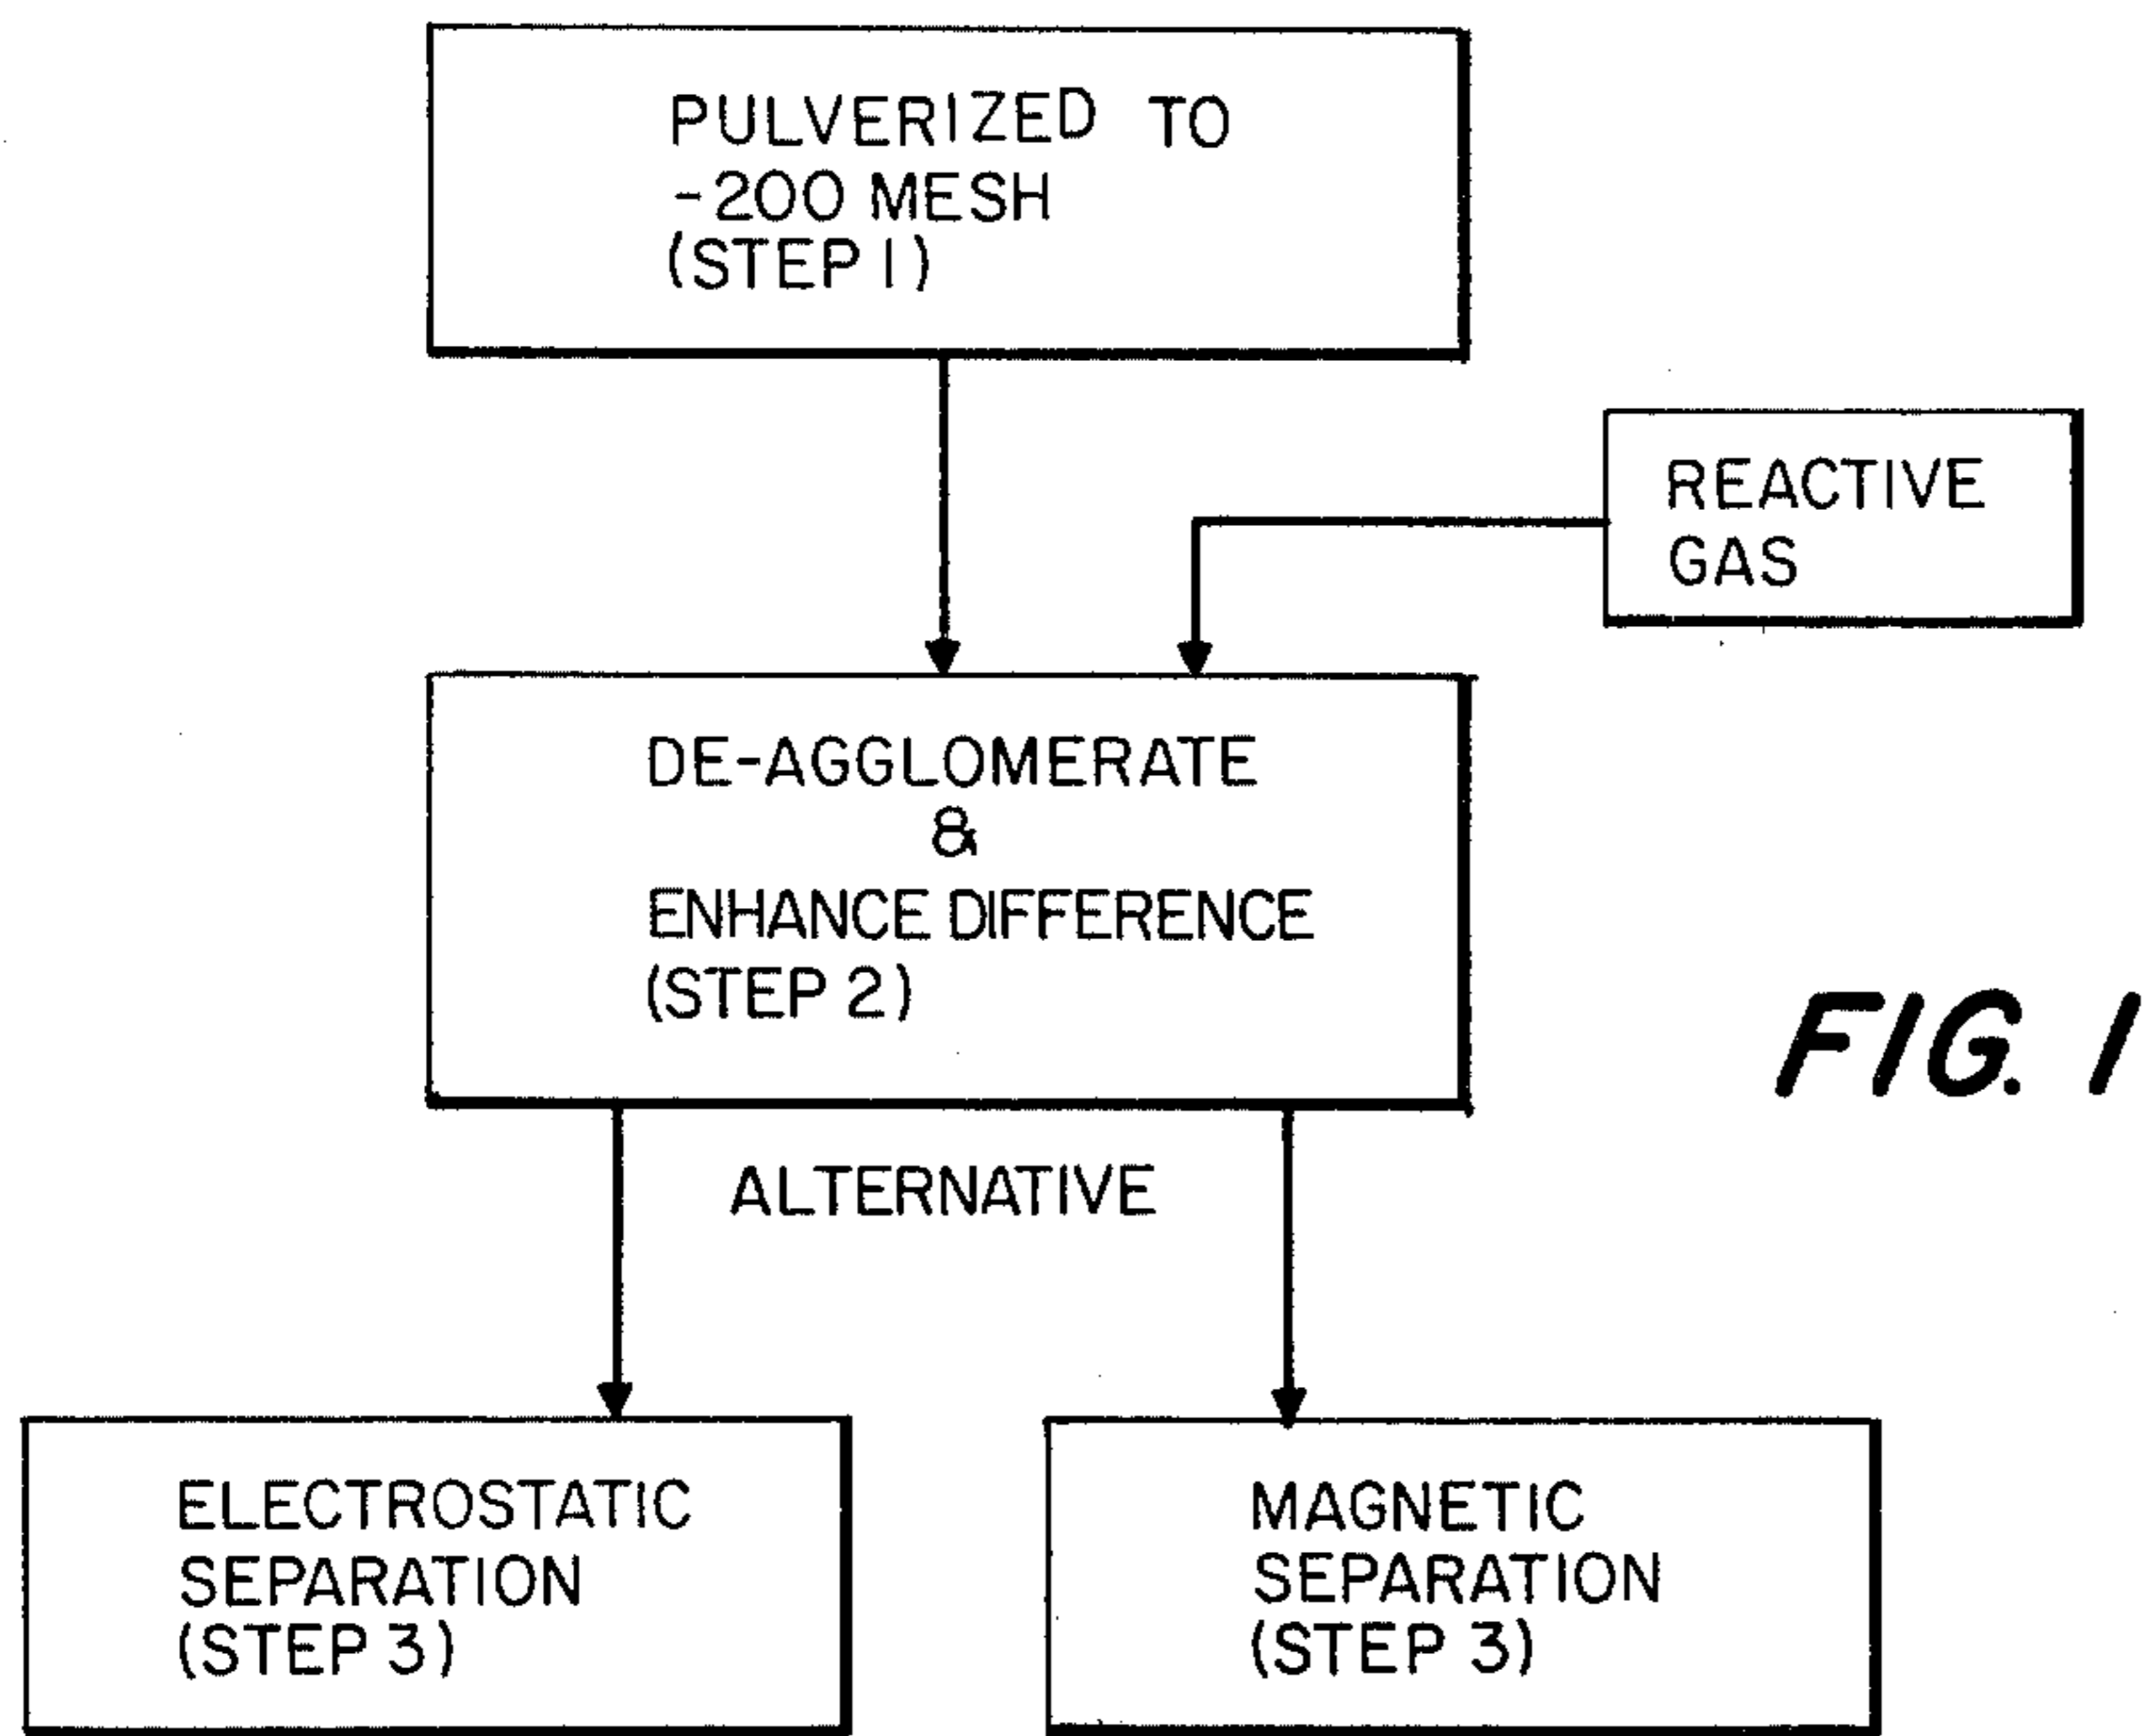 PULVERIZED TO
-200 MESH
(STEP 1)
REACTIVE
GAS
DE-AGGLOMERATE
&
ENHANCE DIFFERENCE
(STEP 2)
FIG. 1
ALTERNATIVE
ELECTROSTATIC
SEPARATION
(STEP 3)
MAGNETIC
SEPARATION
(STEP 3)